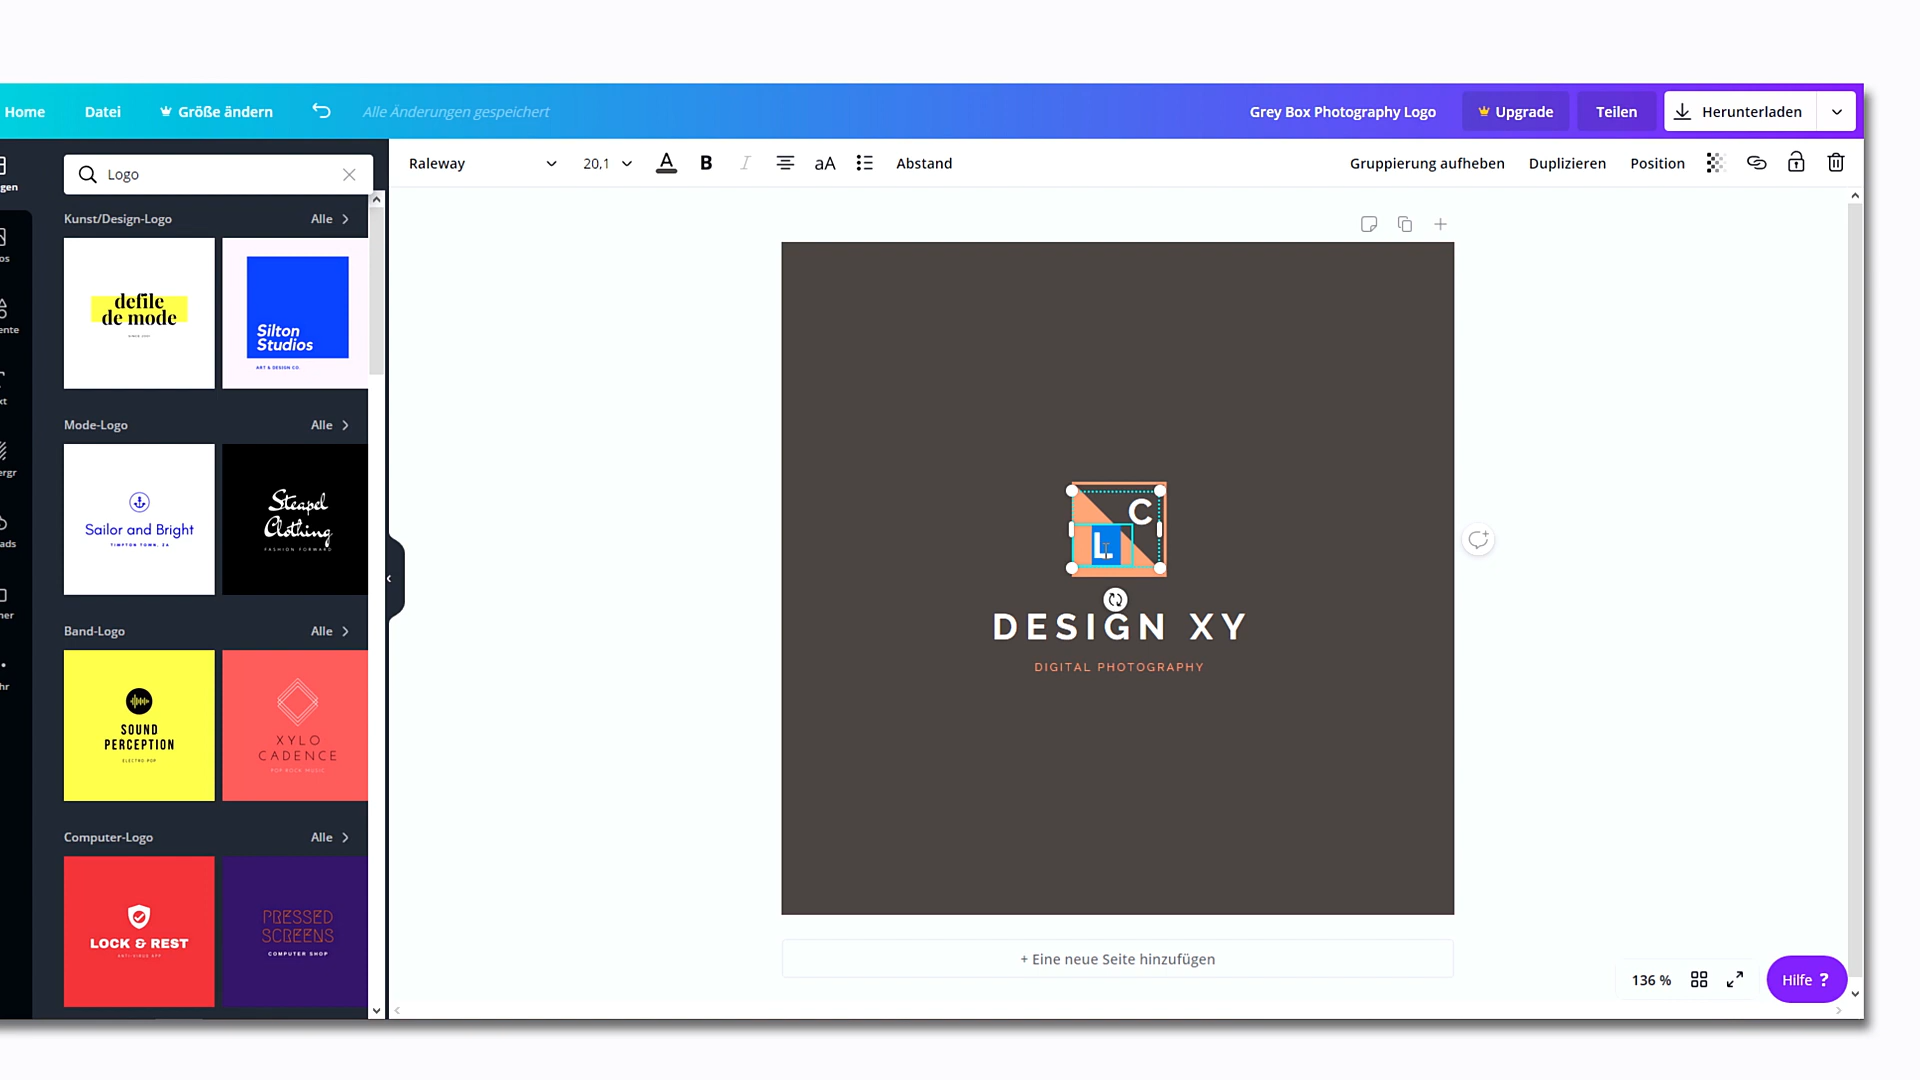 Home
Datei
Größe ändern
Alle Änderungen gespeichert
Grey Box Photography Logo
Upgrade
Teilen
Herunterladen
Logo
Raleway
20,1
A
B
I
aA
Abstand
Gruppierung aufheben
Duplizieren
Position
Kunst/Design-Logo
Alle
defile
de mode
Silton
Studios
ART & DESIGN CO.
Mode-Logo
Alle
Sailor and Bright
TIMPTON TOWN, ZA
Steapel
Clothing
FASHION FORWARD
Band-Logo
Alle
SOUND
PERCEPTION
ELECTRO POP
XYLO
CADENCE
POP ROCK MUSIC
Computer-Logo
Alle
LOCK & REST
ANTI-VIRUS APP
PRESSED
SCREENS
COMPUTER SHOP
C
L
DESIGN XY
DIGITAL PHOTOGRAPHY
+ Eine neue Seite hinzufügen
136 %
Hilfe ?